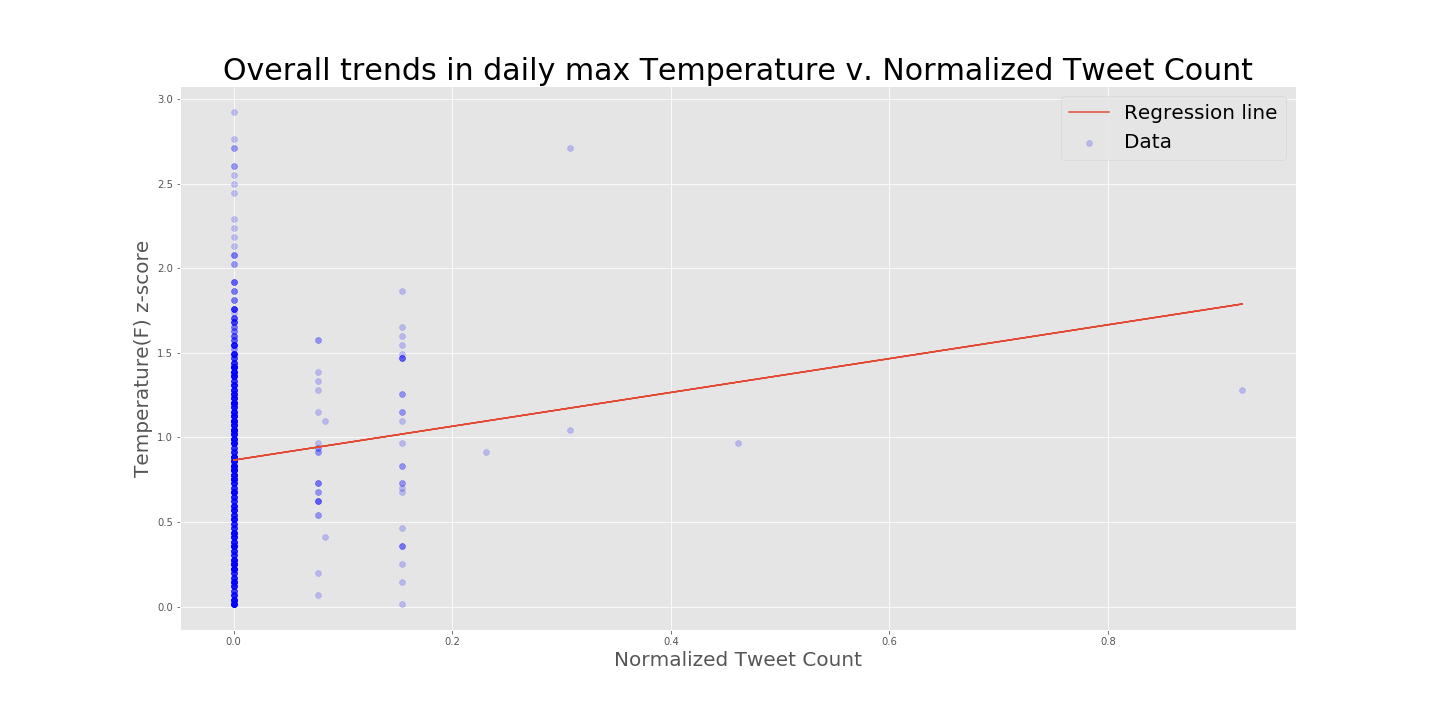 Overall trends in daily max Temperature v. Normalized Tweet Count
Regression line
Data
Temperature(F) z-score
3.0
2.5
2.0
1.5
1.0
0.5
0.0
0.0 0.2 0.4 0.6 0.8
Normalized Tweet Count